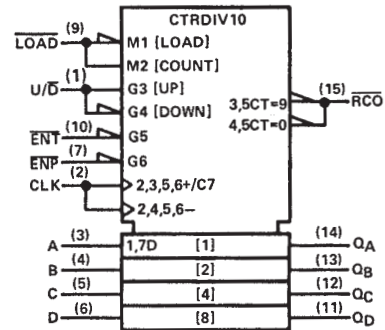 CTRDIV10
(9)
LOAD M1 [LOAD]
M2 [COUNT]
(1)
U/D G3 [UP]
G4 [DOWN]
(10)
ENT G5
(7)
ENP G6
(2)
CLK 2,3,5,6+/C7
2,4,5,6−
3,5CT=9 (15) RCO
4,5CT=0
A (3) 1,7D [1] (14) QA
B (4) [2] (13) QB
C (5) [4] (12) QC
D (6) [8] (11) QD